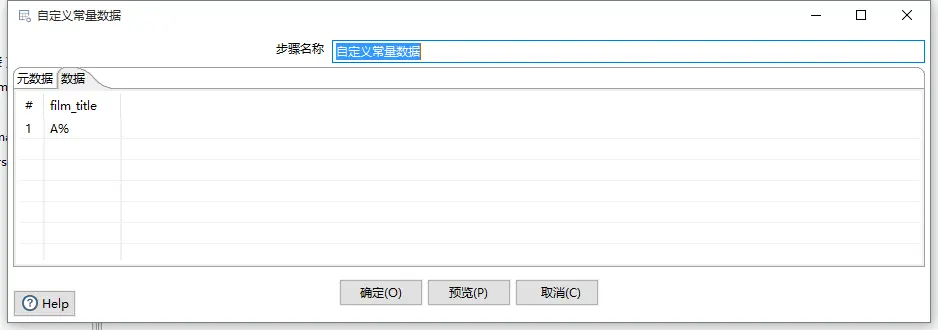 自定义常量数据
步骤名称 自定义常量数据
元数据 数据
# film_title
1 A%
确定(O) 预览(P) 取消(C)
Help